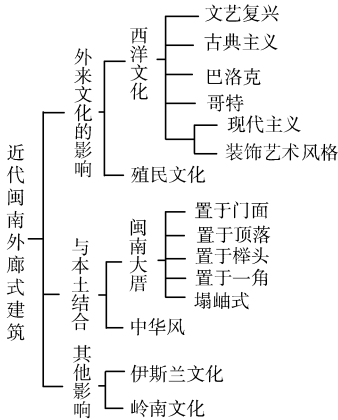 近代闽南外廊式建筑
外来文化的影响
西洋文化
文艺复兴
古典主义
巴洛克
哥特
现代主义
装饰艺术风格
殖民文化
与本土结合
闽南大厝
置于门面
置于顶落
置于榉头
置于一角
塌岫式
中华风
其他影响
伊斯兰文化
岭南文化